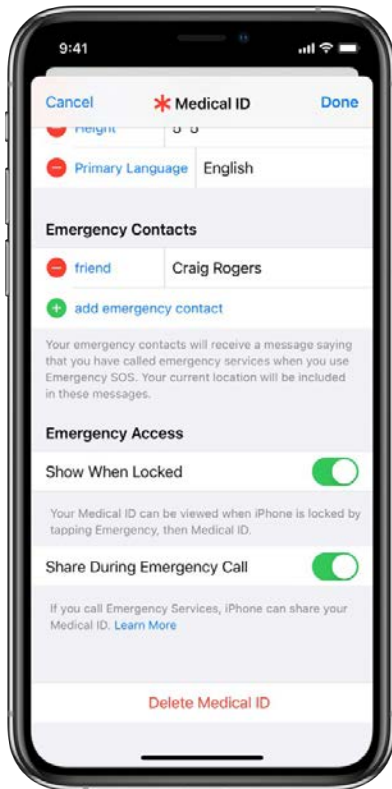 9:41
Cancel
Medical ID
Done
Height 5' 5"
Primary Language English
Emergency Contacts
friend Craig Rogers
add emergency contact
Your emergency contacts will receive a message saying
that you have called emergency services when you use
Emergency SOS. Your current location will be included
in these messages.
Emergency Access
Show When Locked
Your Medical ID can be viewed when iPhone is locked by
tapping Emergency, then Medical ID.
Share During Emergency Call
If you call Emergency Services, iPhone can share your
Medical ID. Learn More
Delete Medical ID